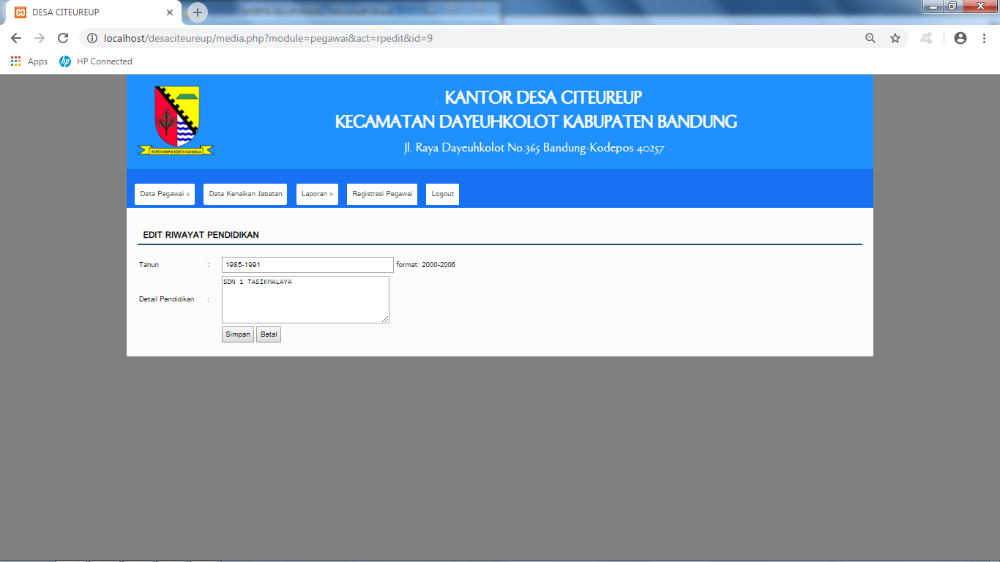 DESA CITEUREUP
localhost/desaciteureup/media.php?module=pegawai&act=rpedit&id=9
Apps
HP Connected
KANTOR DESA CITEUREUP
KECAMATAN DAYEUHKOLOT KABUPATEN BANDUNG
Jl. Raya Dayeuhkolot No.365 Bandung-Kodepos 40257
REPEH RAPIH KERTA RAHARJA
Data Pegawai »
Data Kenaikan Jabatan
Laporan »
Registrasi Pegawai
Logout
EDIT RIWAYAT PENDIDIKAN
Tahun : 1985-1991 format: 2000-2006
SDN 1 TASIKMALAYA
Detail Pendidikan :
Simpan Batal